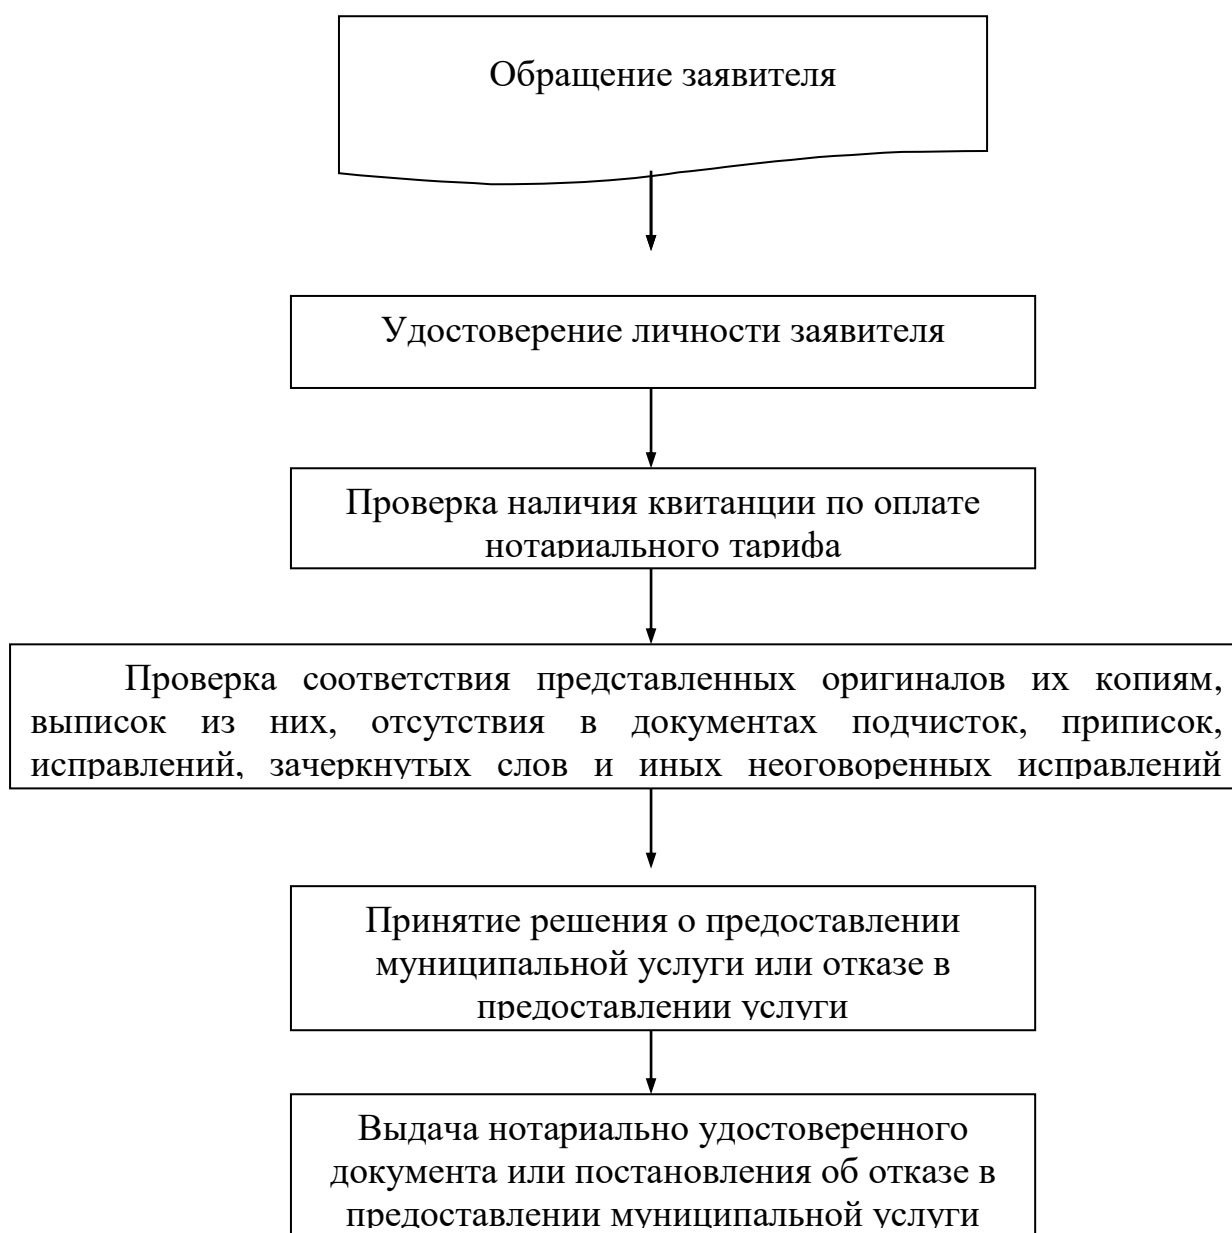 Обращение заявителя
Удостоверение личности заявителя
Проверка наличия квитанции по оплате
нотариального тарифа
Проверка соответствия представленных оригиналов их копиям,
выписок из них, отсутствия в документах подчисток, приписок,
исправлений, зачеркнутых слов и иных неоговоренных исправлений
Принятие решения о предоставлении
муниципальной услуги или отказе в
предоставлении услуги
Выдача нотариально удостоверенного
документа или постановления об отказе в
предоставлении муниципальной услуги